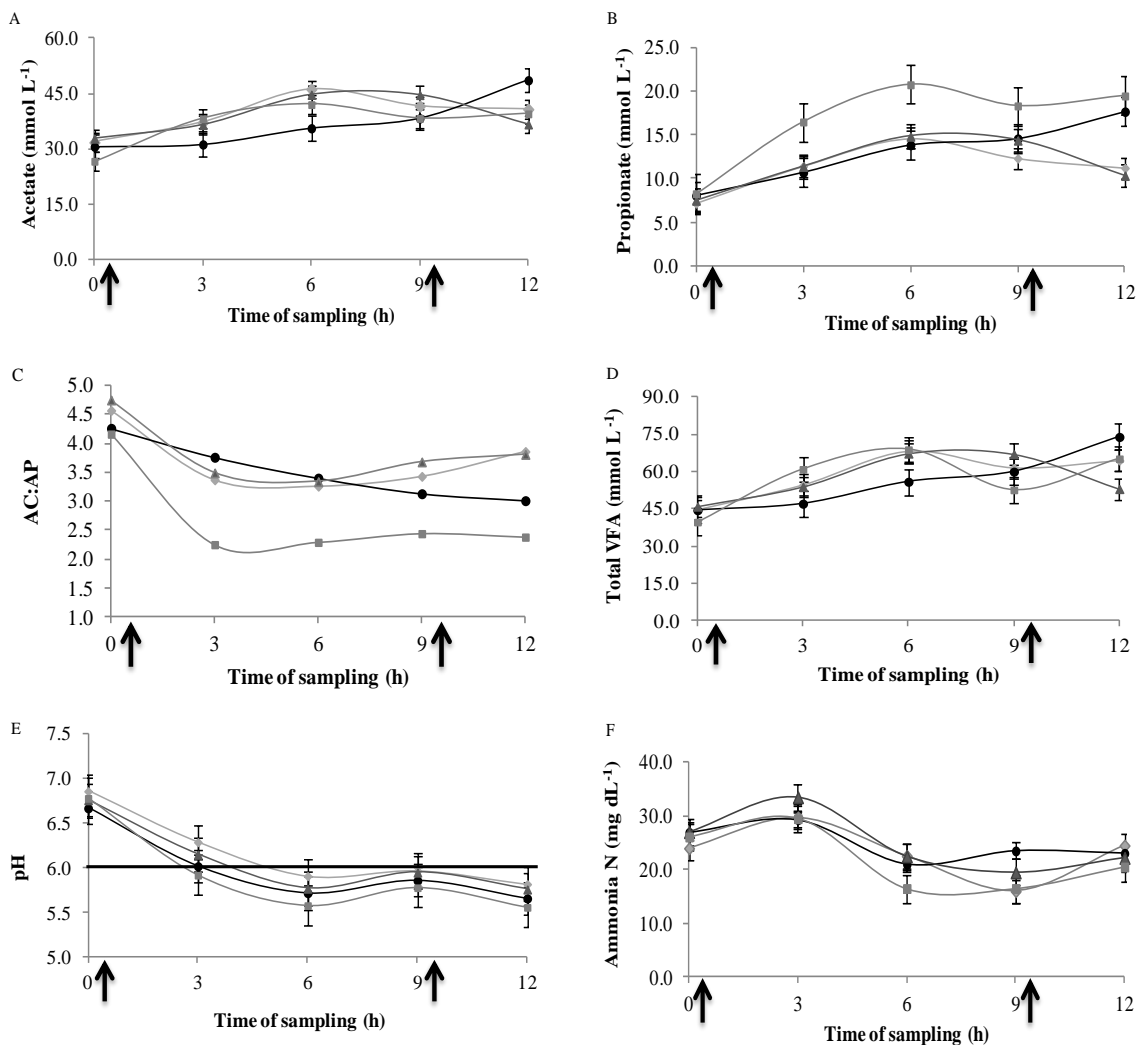 A
Acetate (mmol L⁻¹)
60.0
45.0
30.0
15.0
0.0
0 3 6 9 12
Time of sampling (h)
B
Propionate (mmol L⁻¹)
25.0
20.0
15.0
10.0
5.0
0.0
0 3 6 9 12
Time of sampling (h)
C
AC:AP
5.0
4.5
4.0
3.5
3.0
2.5
2.0
1.5
1.0
0 3 6 9 12
Time of sampling (h)
D
Total VFA (mmol L⁻¹)
90.0
75.0
60.0
45.0
30.0
15.0
0.0
0 3 6 9 12
Time of sampling (h)
E
pH
7.5
7.0
6.5
6.0
5.5
5.0
0 3 6 9 12
Time of sampling (h)
F
Ammonia N (mg dL⁻¹)
40.0
30.0
20.0
10.0
0.0
0 3 6 9 12
Time of sampling (h)